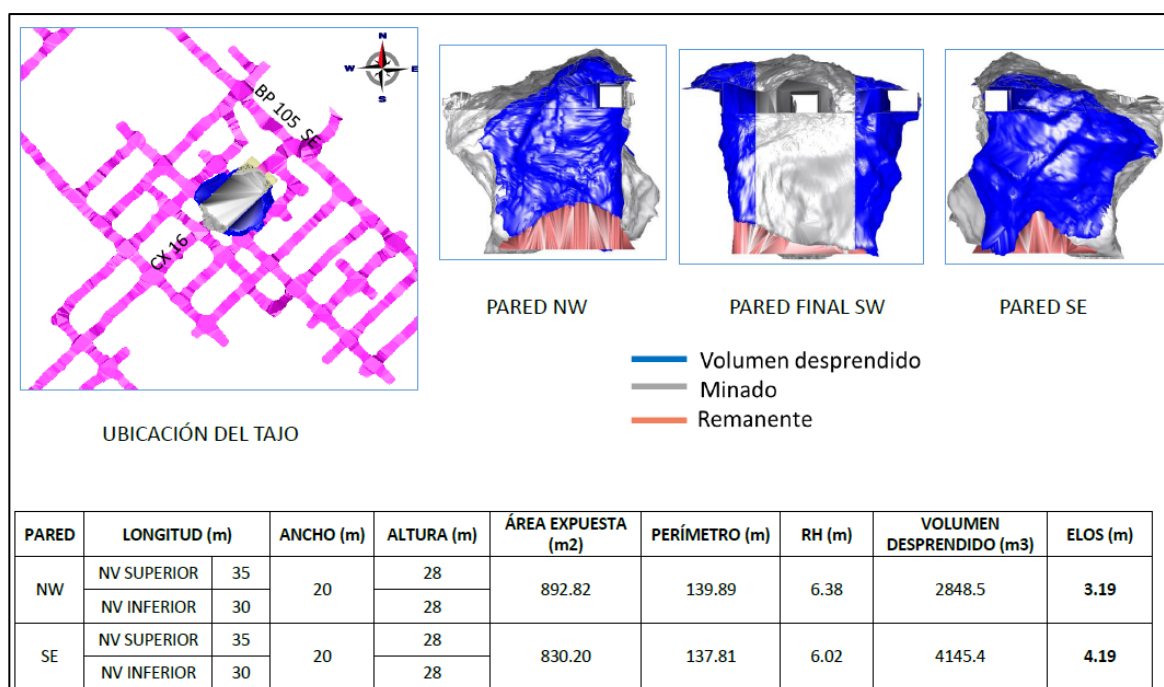 N
W E
S
BP 105 SE
CX 16
UBICACIÓN DEL TAJO
PARED NW
PARED FINAL SW
PARED SE
Volumen desprendido
Minado
Remanente
PARED LONGITUD (m) ANCHO (m) ALTURA (m) ÁREA EXPUESTA (m2) PERÍMETRO (m) RH (m) VOLUMEN DESPRENDIDO (m3) ELOS (m)
NW NV SUPERIOR 35 20 28 892.82 139.89 6.38 2848.5 3.19
NV INFERIOR 30 28
SE NV SUPERIOR 35 20 28 830.20 137.81 6.02 4145.4 4.19
NV INFERIOR 30 28